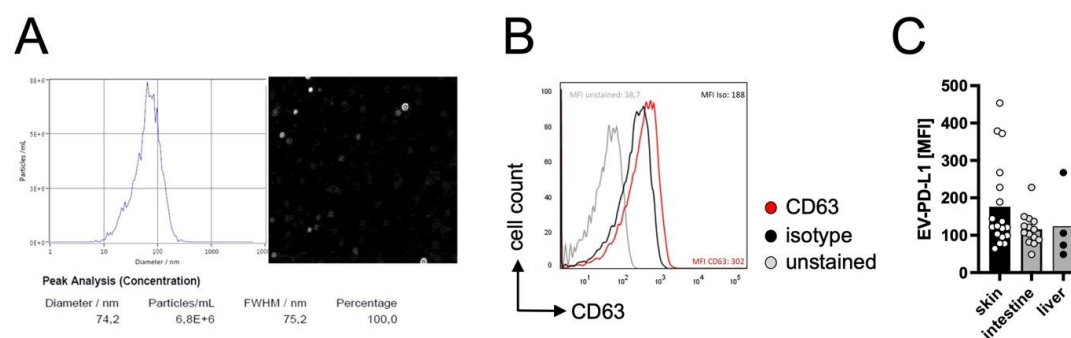 A
Particles/mL
8E+6
5E+6
3E+6
0E+0
1
10
100
1000
Diameter / nm
Peak Analysis (Concentration)
Diameter / nm Particles/mL FWHM / nm Percentage
74,2 6,8E+6 75,2 100,0
B
MFI unstained: 38,7 MFI Iso: 188
100
80
60
40
20
0
10¹ 10² 10³ 10⁴ 10⁵
MFI CD63: 302
cell count
CD63
CD63
isotype
unstained
C
EV-PD-L1 [MFI]
500
400
300
200
100
0
skin
intestine
liver